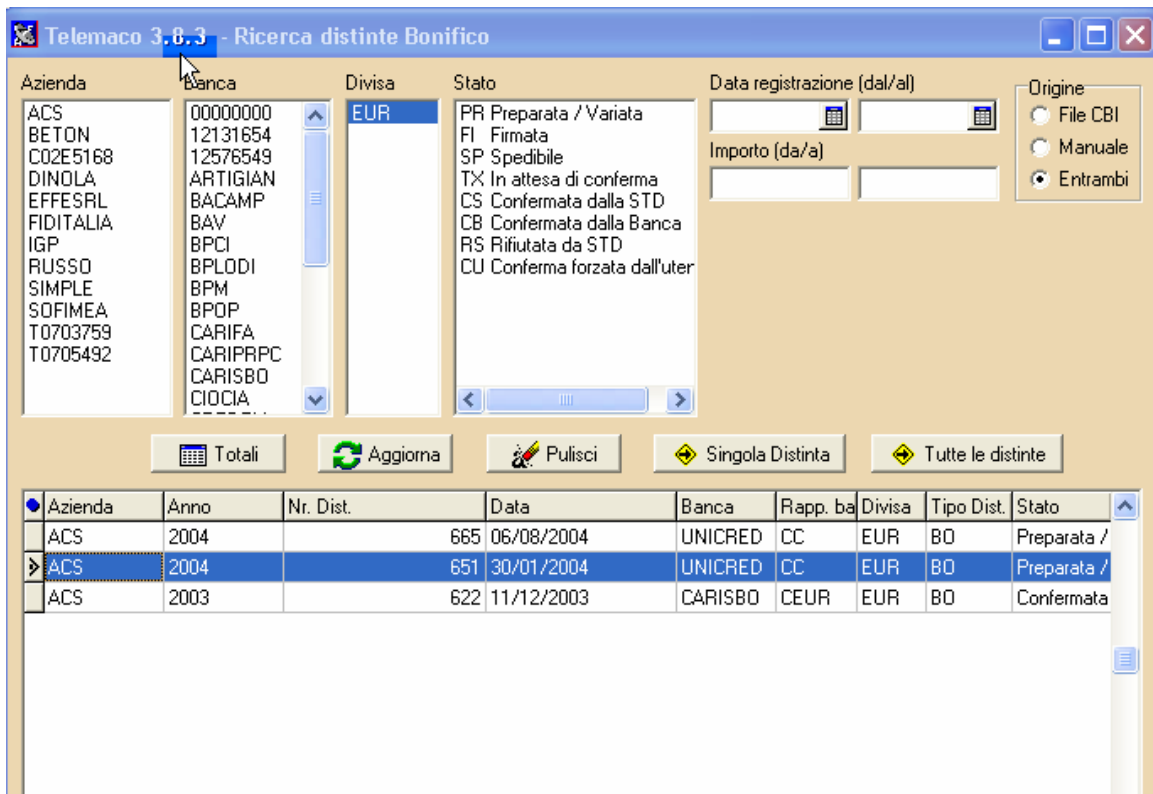 Telemaco 3.8.3 - Ricerca distinte Bonifico
Azienda
ACS
BETON
C02E5168
DINOLA
EFFESRL
FIDITALIA
IGP
RUSSO
SIMPLE
SOFIMEA
T0703759
T0705492
Banca
00000000
12131654
12576549
ARTIGIAN
BACAMP
BAV
BPCI
BPLODI
BPM
BPOP
CARIFA
CARIPRPC
CARISBO
CIOCIA
Divisa
EUR
Stato
PR Preparata / Variata
FI Firmata
SP Spedibile
TX In attesa di conferma
CS Confermata dalla STD
CB Confermata dalla Banca
RS Rifiutata da STD
CU Conferma forzata dall'uter
Data registrazione (dal/al)
Importo (da/a)
Origine
File CBI
Manuale
Entrambi
Totali Aggiorna Pulisci Singola Distinta Tutte le distinte
Azienda Anno Nr. Dist. Data Banca Rapp. ba Divisa Tipo Dist. Stato
ACS 2004 665 06/08/2004 UNICRED CC EUR BO Preparata /
ACS 2004 651 30/01/2004 UNICRED CC EUR BO Preparata /
ACS 2003 622 11/12/2003 CARISBO CEUR EUR BO Confermata